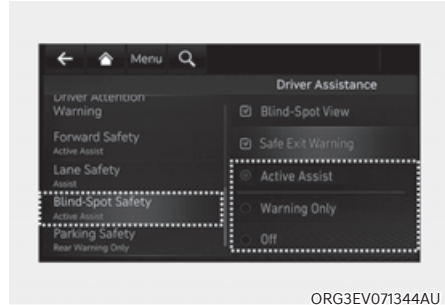 Menu
Driver Assistance
Driver Attention
Warning
Forward Safety
Active Assist
Lane Safety
Assist
Blind-Spot Safety
Active Assist
Parking Safety
Rear Warning Only
Blind-Spot View
Safe Exit Warning
Active Assist
Warning Only
Off
ORG3EV071344AU